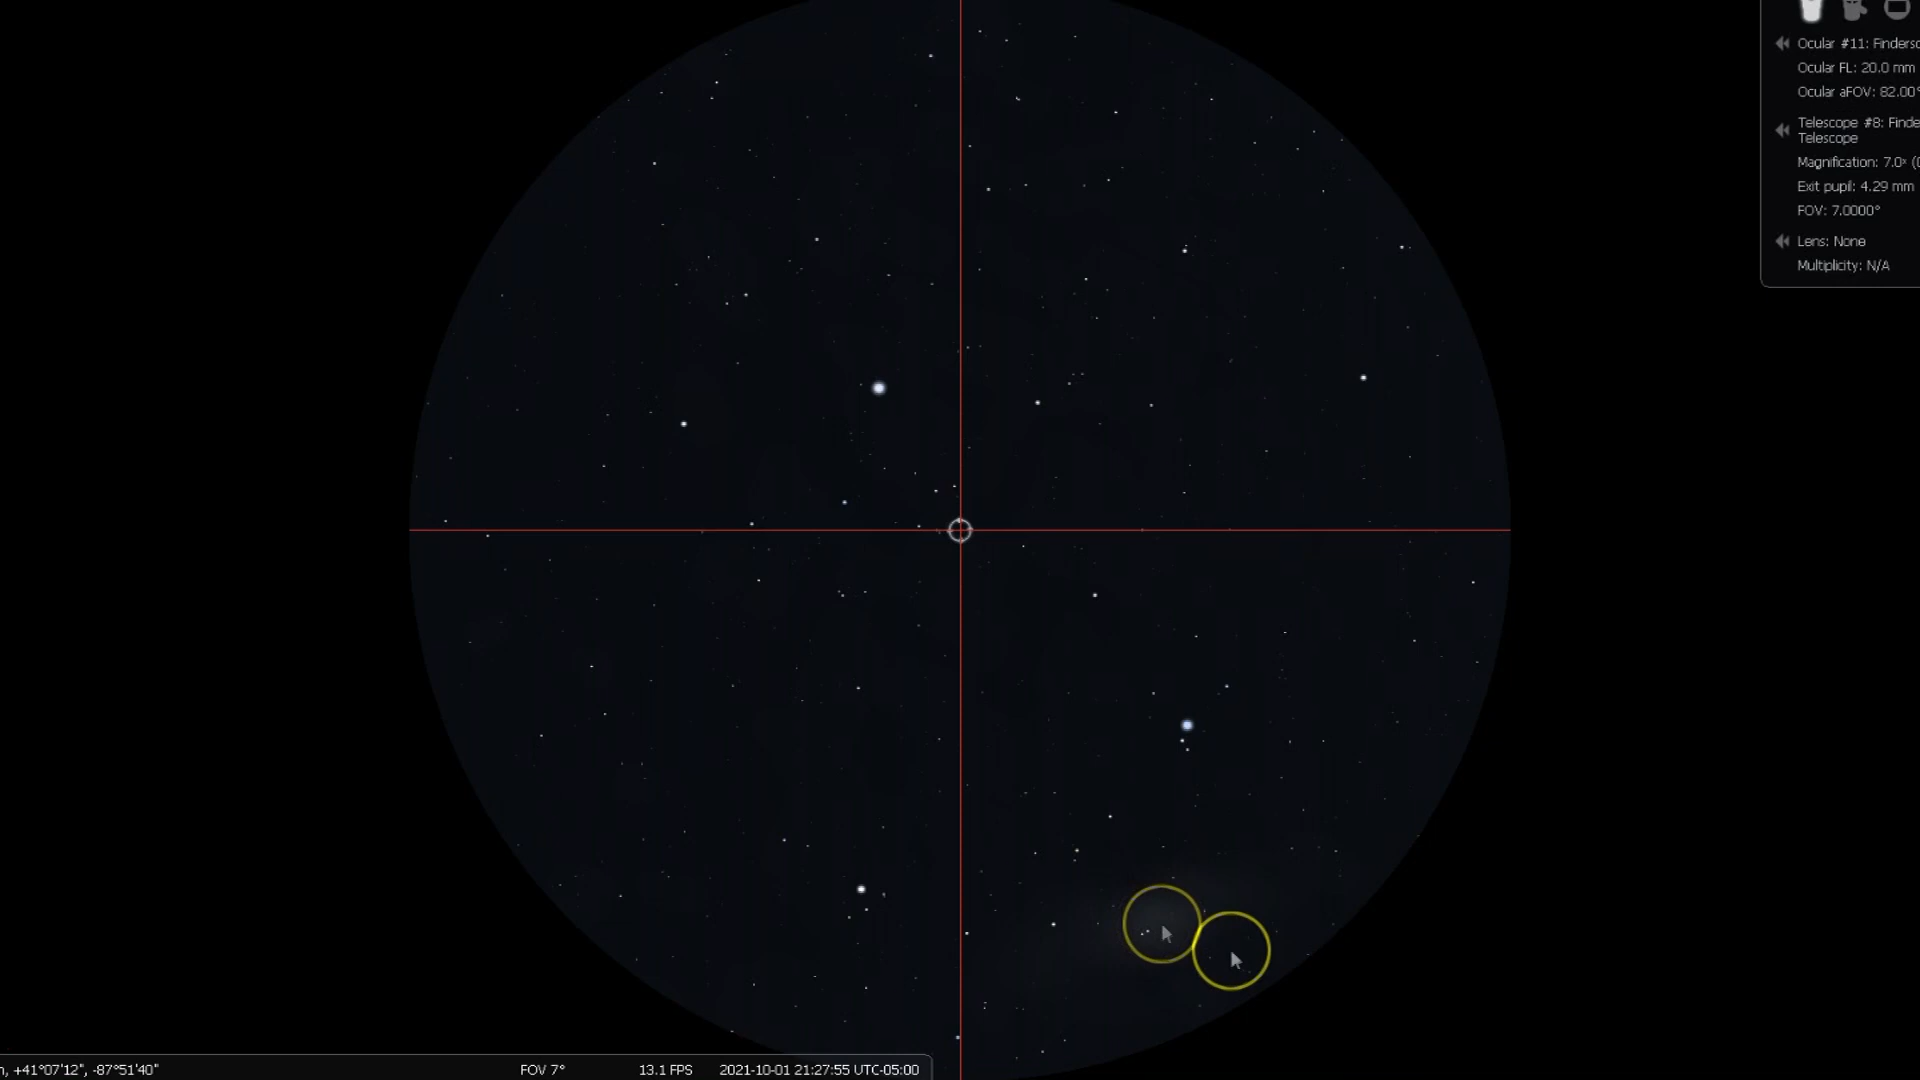 Ocular #11: Finders
Ocular FL: 20.0 mm
Ocular aFOV: 82.00°
Telescope #8: Finde
Telescope
Magnification: 7.0× (
Exit pupil: 4.29 mm
FOV: 7.0000°
Lens: None
Multiplicity: N/A
, +41°07'12", -87°51'40" FOV 7° 13.1 FPS 2021-10-01 21:27:55 UTC-05:00